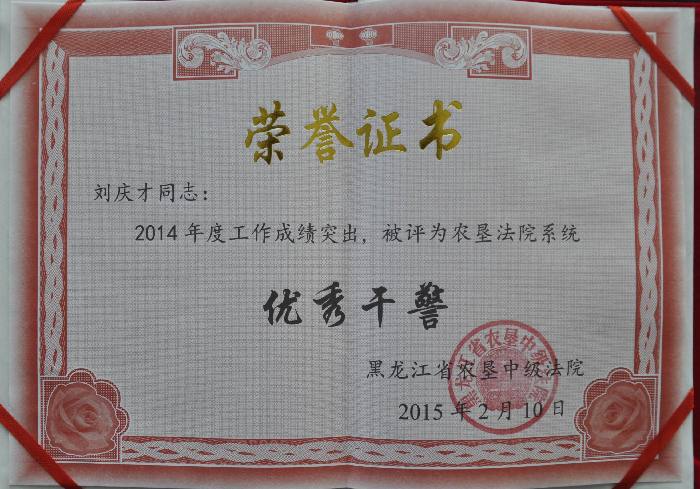 荣誉证书
刘庆才同志：
2014年度工作成绩突出，被评为农垦法院系统
优秀干警
黑龙江省农垦中级法院
2015年2月10日